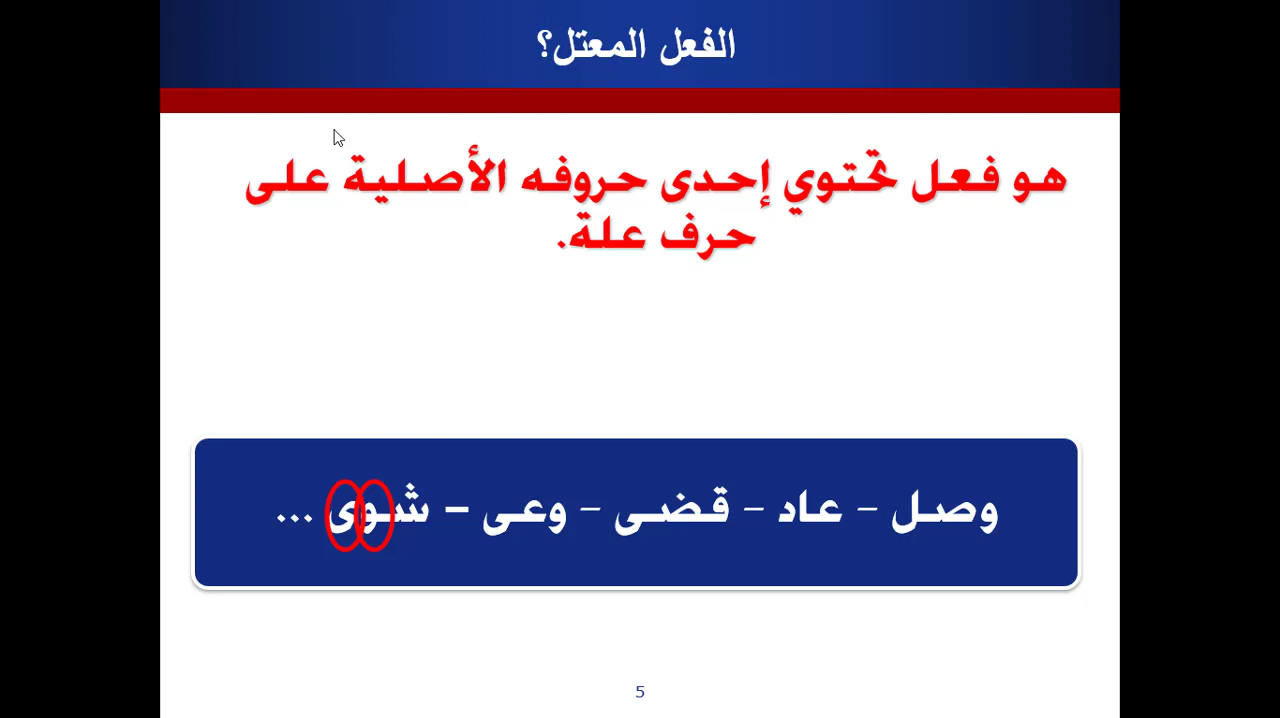 الفعل المعتل؟
هو فعل تحتوي إحدى حروفه الأصلية على
حرف علة.
وصل - عاد - قضى - وعى – شوى ...
5